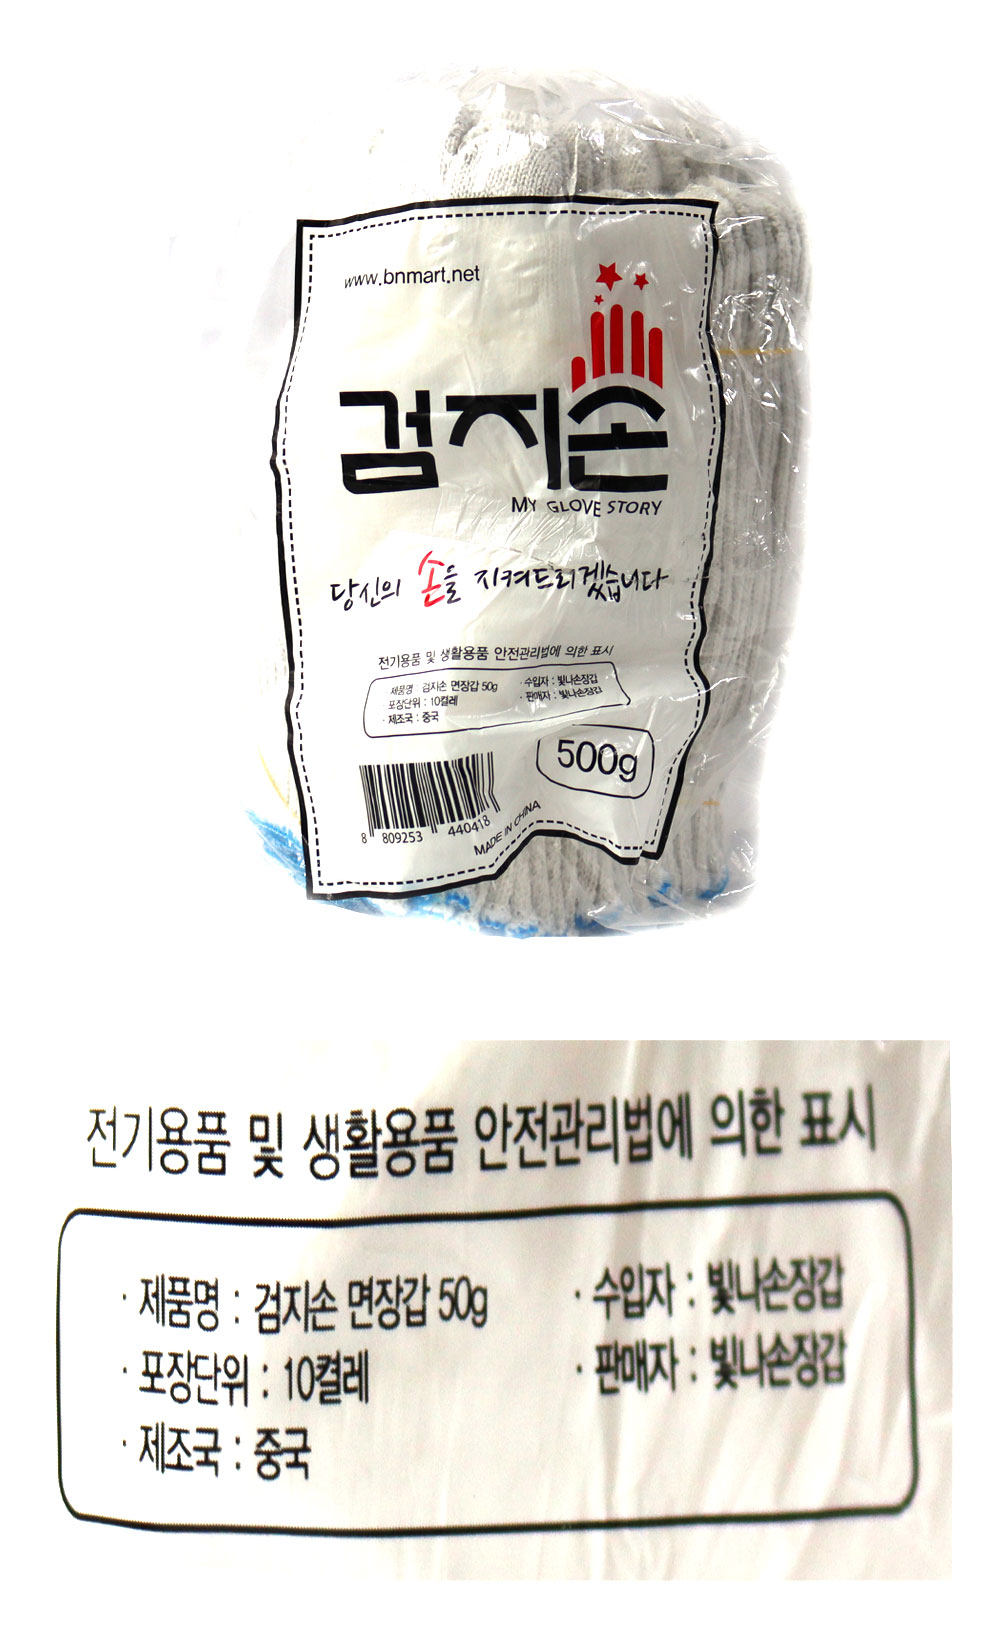 www.bnmart.net
검지손
MY GLOVE STORY
당신의 손을 지켜드리겠습니다
전기용품 및 생활용품 안전관리법에 의한 표시
· 제품명 : 검지손 면장갑 50g
· 포장단위 : 10켤레
· 제조국 : 중국
· 수입자 : 빛나손장갑
· 판매자 : 빛나손장갑
500g
8 809253 440418
MADE IN CHINA
전기용품 및 생활용품 안전관리법에 의한 표시
· 제품명 : 검지손 면장갑 50g
· 포장단위 : 10켤레
· 제조국 : 중국
· 수입자 : 빛나손장갑
· 판매자 : 빛나손장갑